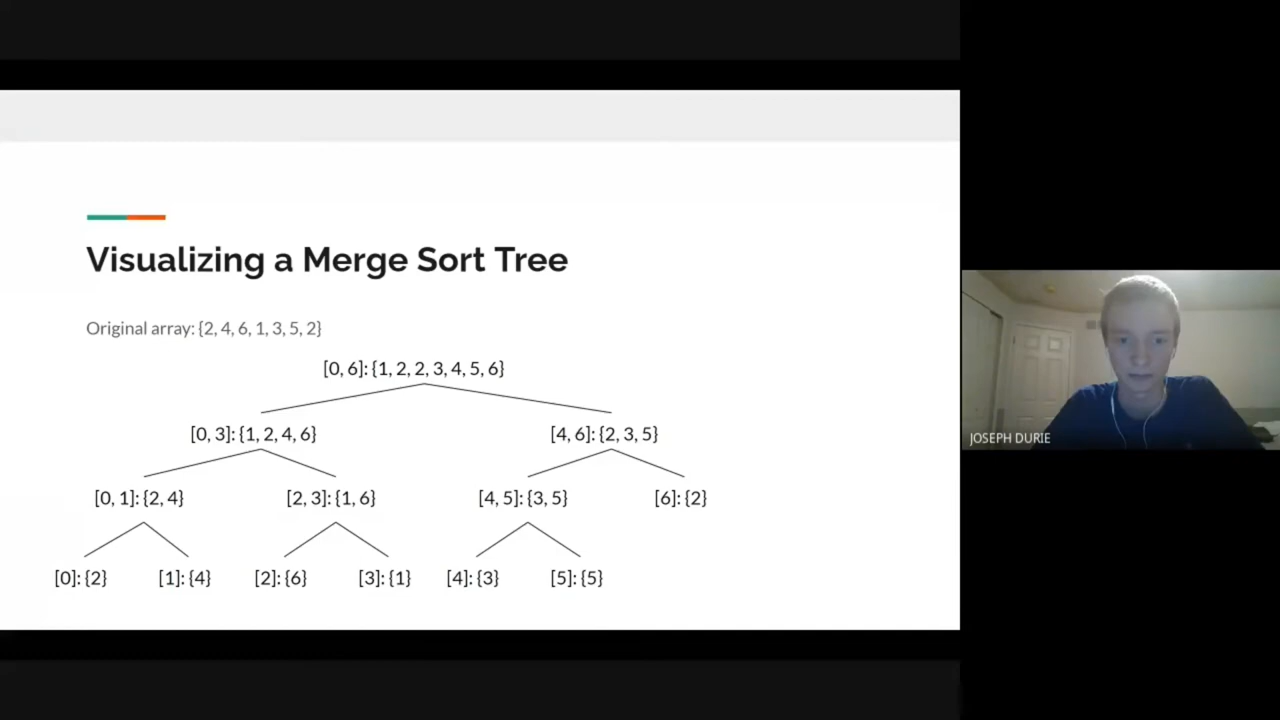 Visualizing a Merge Sort Tree
Original array: {2, 4, 6, 1, 3, 5, 2}
[0, 6]: {1, 2, 2, 3, 4, 5, 6}
[0, 3]: {1, 2, 4, 6} [4, 6]: {2, 3, 5}
[0, 1]: {2, 4} [2, 3]: {1, 6} [4, 5]: {3, 5} [6]: {2}
[0]: {2} [1]: {4} [2]: {6} [3]: {1} [4]: {3} [5]: {5}
JOSEPH DURIE